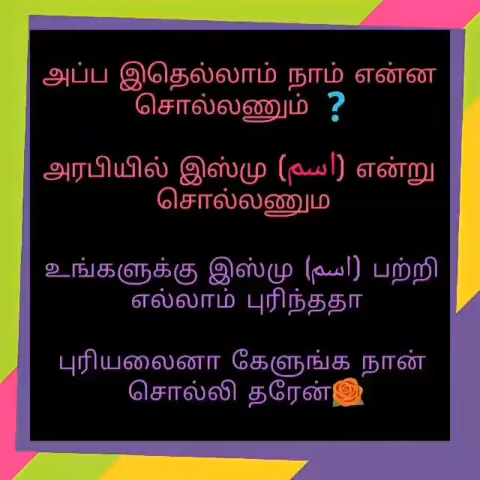 அப்ப இதெல்லாம் நாம் என்ன
சொல்லணும் ❓
அரபியில் இஸ்மு (اسم) என்று
சொல்லணும
உங்களுக்கு இஸ்மு (اسم) பற்றி
எல்லாம் புரிந்ததா
புரியலைனா கேளுங்க நான்
சொல்லி தரேன்🌹